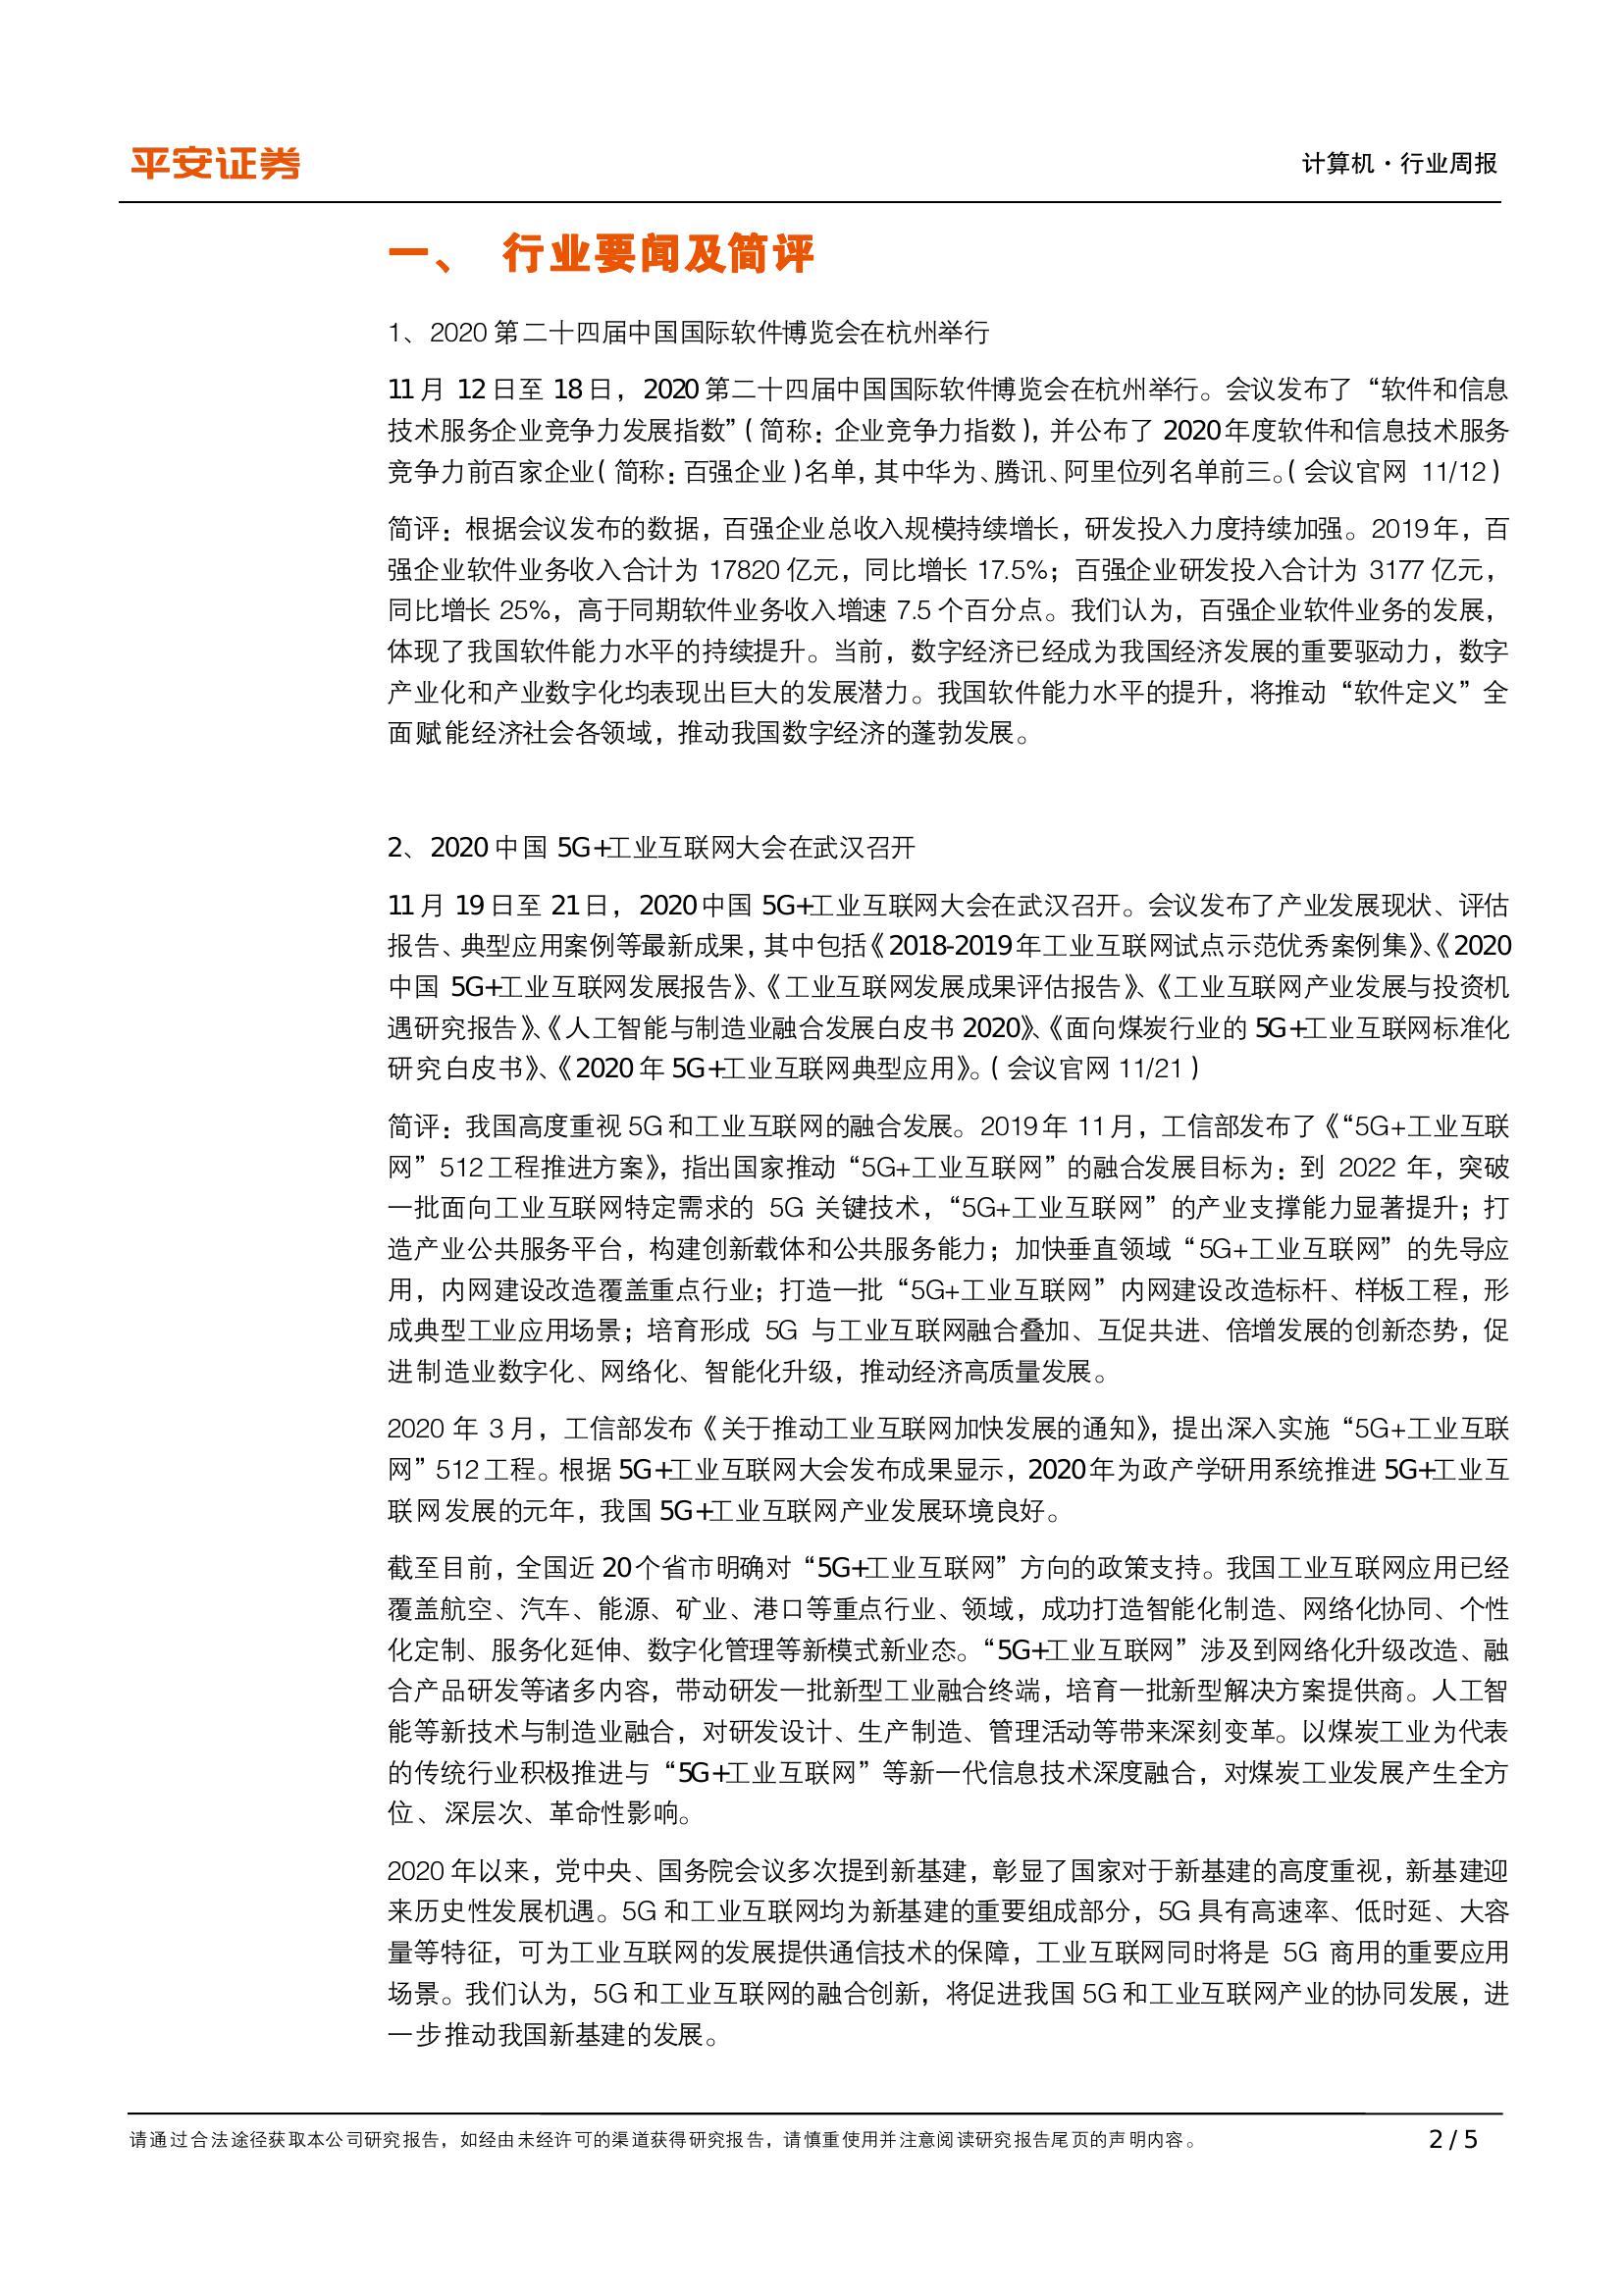 平安证券
计算机·行业周报
一、 行业要闻及简评
1、2020 第二十四届中国国际软件博览会在杭州举行
11 月 12 日至 18 日，2020 第二十四届中国国际软件博览会在杭州举行。会议发布了“软件和信息
技术服务企业竞争力发展指数”（简称：企业竞争力指数），并公布了 2020 年度软件和信息技术服务
竞争力前百家企业（简称：百强企业）名单，其中华为、腾讯、阿里位列名单前三。（会议官网 11/12）
简评：根据会议发布的数据，百强企业总收入规模持续增长，研发投入力度持续加强。2019 年，百
强企业软件业务收入合计为 17820 亿元，同比增长 17.5%；百强企业研发投入合计为 3177 亿元，
同比增长 25%，高于同期软件业务收入增速 7.5 个百分点。我们认为，百强企业软件业务的发展，
体现了我国软件能力水平的持续提升。当前，数字经济已经成为我国经济发展的重要驱动力，数字
产业化和产业数字化均表现出巨大的发展潜力。我国软件能力水平的提升，将推动“软件定义”全
面赋能经济社会各领域，推动我国数字经济的蓬勃发展。
2、2020 中国 5G+工业互联网大会在武汉召开
11 月 19 日至 21 日，2020 中国 5G+工业互联网大会在武汉召开。会议发布了产业发展现状、评估
报告、典型应用案例等最新成果，其中包括《2018-2019 年工业互联网试点示范优秀案例集》、《2020
中国 5G+工业互联网发展报告》、《工业互联网发展成果评估报告》、《工业互联网产业发展与投资机
遇研究报告》、《人工智能与制造业融合发展白皮书 2020》、《面向煤炭行业的 5G+工业互联网标准化
研究白皮书》、《2020 年 5G+工业互联网典型应用》。（会议官网 11/21）
简评：我国高度重视 5G 和工业互联网的融合发展。2019 年 11 月，工信部发布了《“5G+工业互联
网”512 工程推进方案》，指出国家推动“5G+工业互联网”的融合发展目标为：到 2022 年，突破
一批面向工业互联网特定需求的 5G 关键技术，“5G+工业互联网”的产业支撑能力显著提升；打
造产业公共服务平台，构建创新载体和公共服务能力；加快垂直领域“5G+工业互联网”的先导应
用，内网建设改造覆盖重点行业；打造一批“5G+工业互联网”内网建设改造标杆、样板工程，形
成典型工业应用场景；培育形成 5G 与工业互联网融合叠加、互促共进、倍增发展的创新态势，促
进制造业数字化、网络化、智能化升级，推动经济高质量发展。
2020 年 3 月，工信部发布《关于推动工业互联网加快发展的通知》，提出深入实施“5G+工业互联
网”512 工程。根据 5G+工业互联网大会发布成果显示，2020 年为政产学研用系统推进 5G+工业互
联网发展的元年，我国 5G+工业互联网产业发展环境良好。
截至目前，全国近 20 个省市明确对“5G+工业互联网”方向的政策支持。我国工业互联网应用已经
覆盖航空、汽车、能源、矿业、港口等重点行业、领域，成功打造智能化制造、网络化协同、个性
化定制、服务化延伸、数字化管理等新模式新业态。“5G+工业互联网”涉及到网络化升级改造、融
合产品研发等诸多内容，带动研发一批新型工业融合终端，培育一批新型解决方案提供商。人工智
能等新技术与制造业融合，对研发设计、生产制造、管理活动等带来深刻变革。以煤炭工业为代表
的传统行业积极推进与“5G+工业互联网”等新一代信息技术深度融合，对煤炭工业发展产生全方
位、深层次、革命性影响。
2020 年以来，党中央、国务院会议多次提到新基建，彰显了国家对于新基建的高度重视，新基建迎
来历史性发展机遇。5G 和工业互联网均为新基建的重要组成部分，5G 具有高速率、低时延、大容
量等特征，可为工业互联网的发展提供通信技术的保障，工业互联网同时将是 5G 商用的重要应用
场景。我们认为，5G 和工业互联网的融合创新，将促进我国 5G 和工业互联网产业的协同发展，进
一步推动我国新基建的发展。
请通过合法途径获取本公司研究报告，如经由未经许可的渠道获得研究报告，请慎重使用并注意阅读研究报告尾页的声明内容。
2 / 5